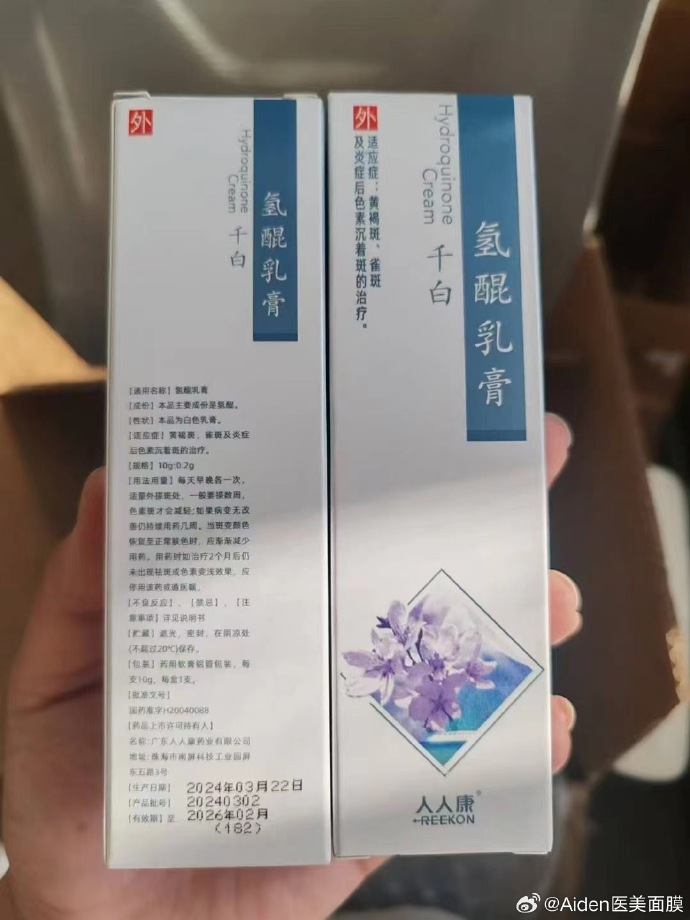 外
Hydroquinone
Cream
千白
氢醌乳膏
[通用名称] 氢醌乳膏
[成份] 本品主要成份是氢醌。
[性状] 本品为白色乳膏。
[适应症] 黄褐斑、雀斑及炎症
后色素沉着斑的治疗。
[规格] 10g:0.2g
[用法用量] 每天早晚各一次，
适量外搽斑处，一般要搽数周，
色素斑才会减轻；如果病变无改
善仍持续用药几周。当斑变颜色
恢复至正常肤色时，应渐渐减少
用药。用药时如治疗2个月后仍
未出现祛斑或色素变浅效果，应
停用该药或遵医嘱。
[不良反应]、[禁忌]、[注
意事项] 详见说明书
[贮藏] 遮光，密封，在阴凉处
(不超过20℃)保存。
[包装] 药用软膏铝管包装，每
支10g，每盒1支。
[批准文号]
国药准字H20040088
[药品上市许可持有人]
名称:广东人人康药业有限公司
地址:珠海市南屏科技工业园屏
东五路3号
[生产日期] 2024年03月22日
[产品批号] 20240302
[有效期] 至 2026年02月
(182)
外
适应症：黄褐斑、雀斑
及炎症后色素沉着斑的治疗。
Hydroquinone
Cream
千白
氢醌乳膏
人人康®
REEKON
@Aiden医美面膜